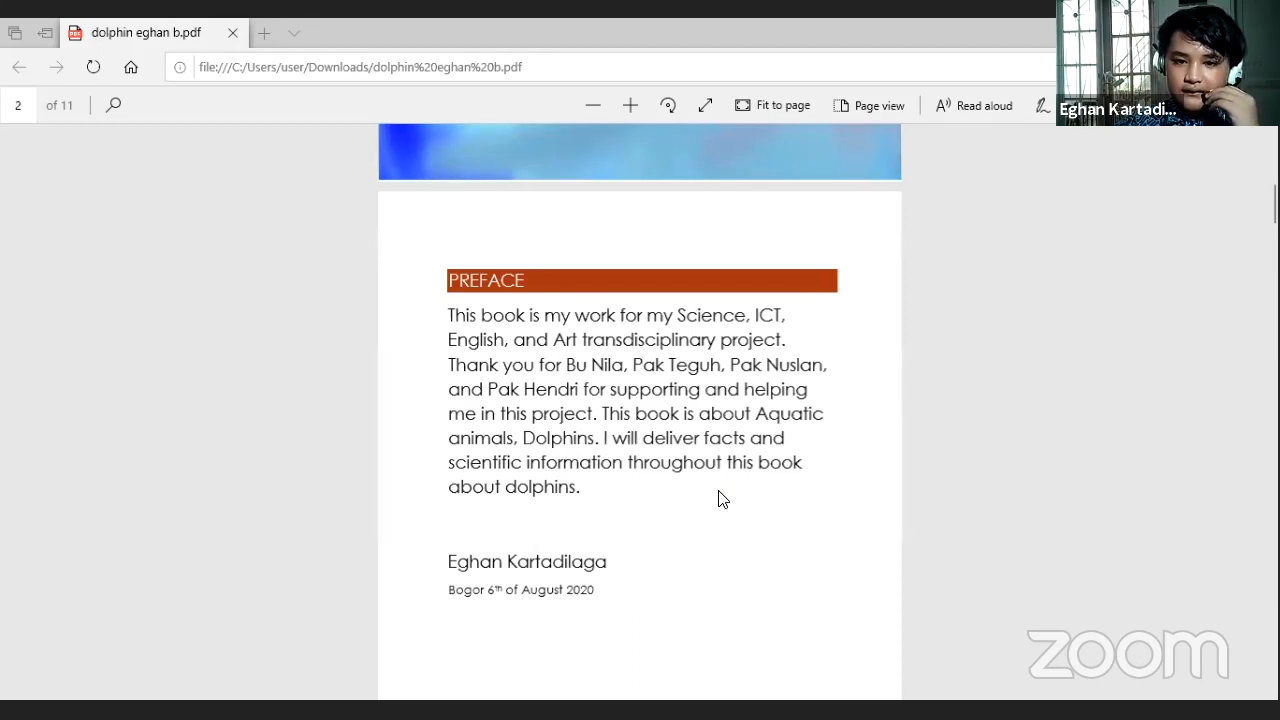 dolphin eghan b.pdf
file:///C:/Users/user/Downloads/dolphin%20eghan%20b.pdf
2 of 11
Fit to page
Page view
Read aloud
Eghan Kartadi...
PREFACE
This book is my work for my Science, ICT,
English, and Art transdisciplinary project.
Thank you for Bu Nila, Pak Teguh, Pak Nuslan,
and Pak Hendri for supporting and helping
me in this project. This book is about Aquatic
animals, Dolphins. I will deliver facts and
scientific information throughout this book
about dolphins.
Eghan Kartadilaga
Bogor 6th of August 2020
zoom